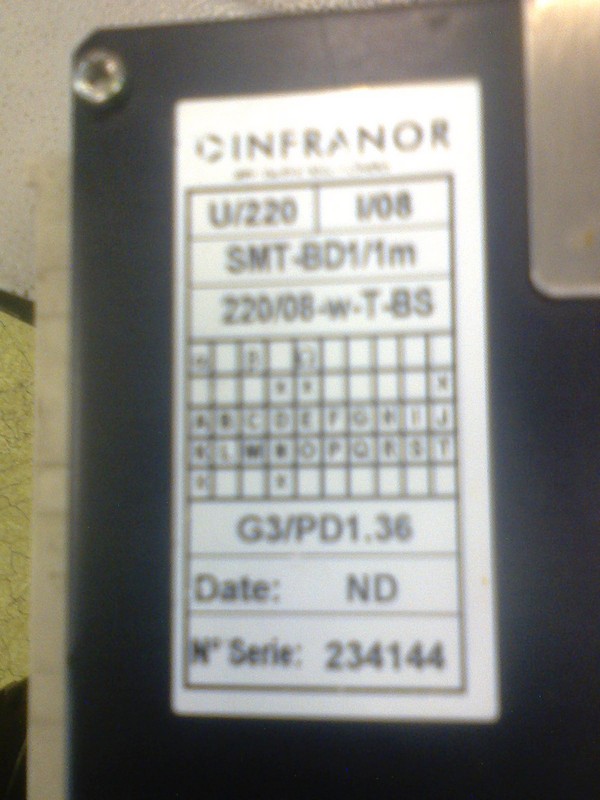 INFRANOR
U/220 I/08
SMT-BD1/1m
220/08-w-T-BS
A B C D E F G H I J
K L M N O P Q R S T
G3/PD1.36
Date: ND
N° Serie: 234144